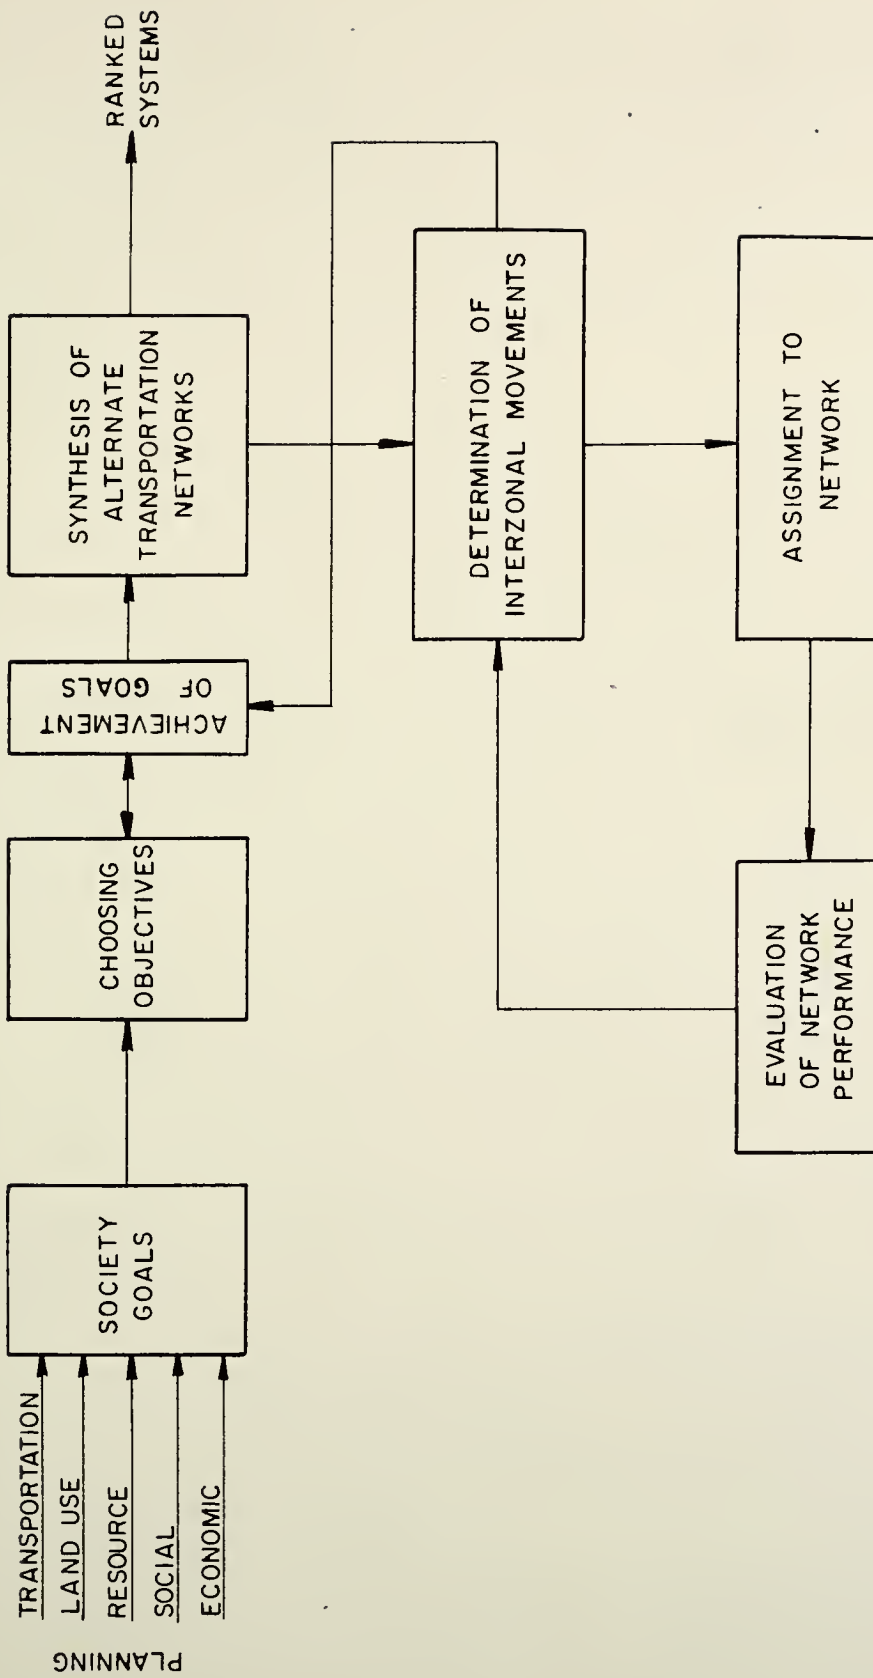 PLANNING
TRANSPORTATION
LAND USE
RESOURCE
SOCIAL
ECONOMIC
SOCIETY
GOALS
CHOOSING
OBJECTIVES
ACHIEVEMENT
OF GOALS
SYNTHESIS OF
ALTERNATE
TRANSPORTATION
NETWORKS
RANKED
SYSTEMS
DETERMINATION OF
INTERZONAL MOVEMENTS
EVALUATION
OF NETWORK
PERFORMANCE
ASSIGNMENT TO
NETWORK